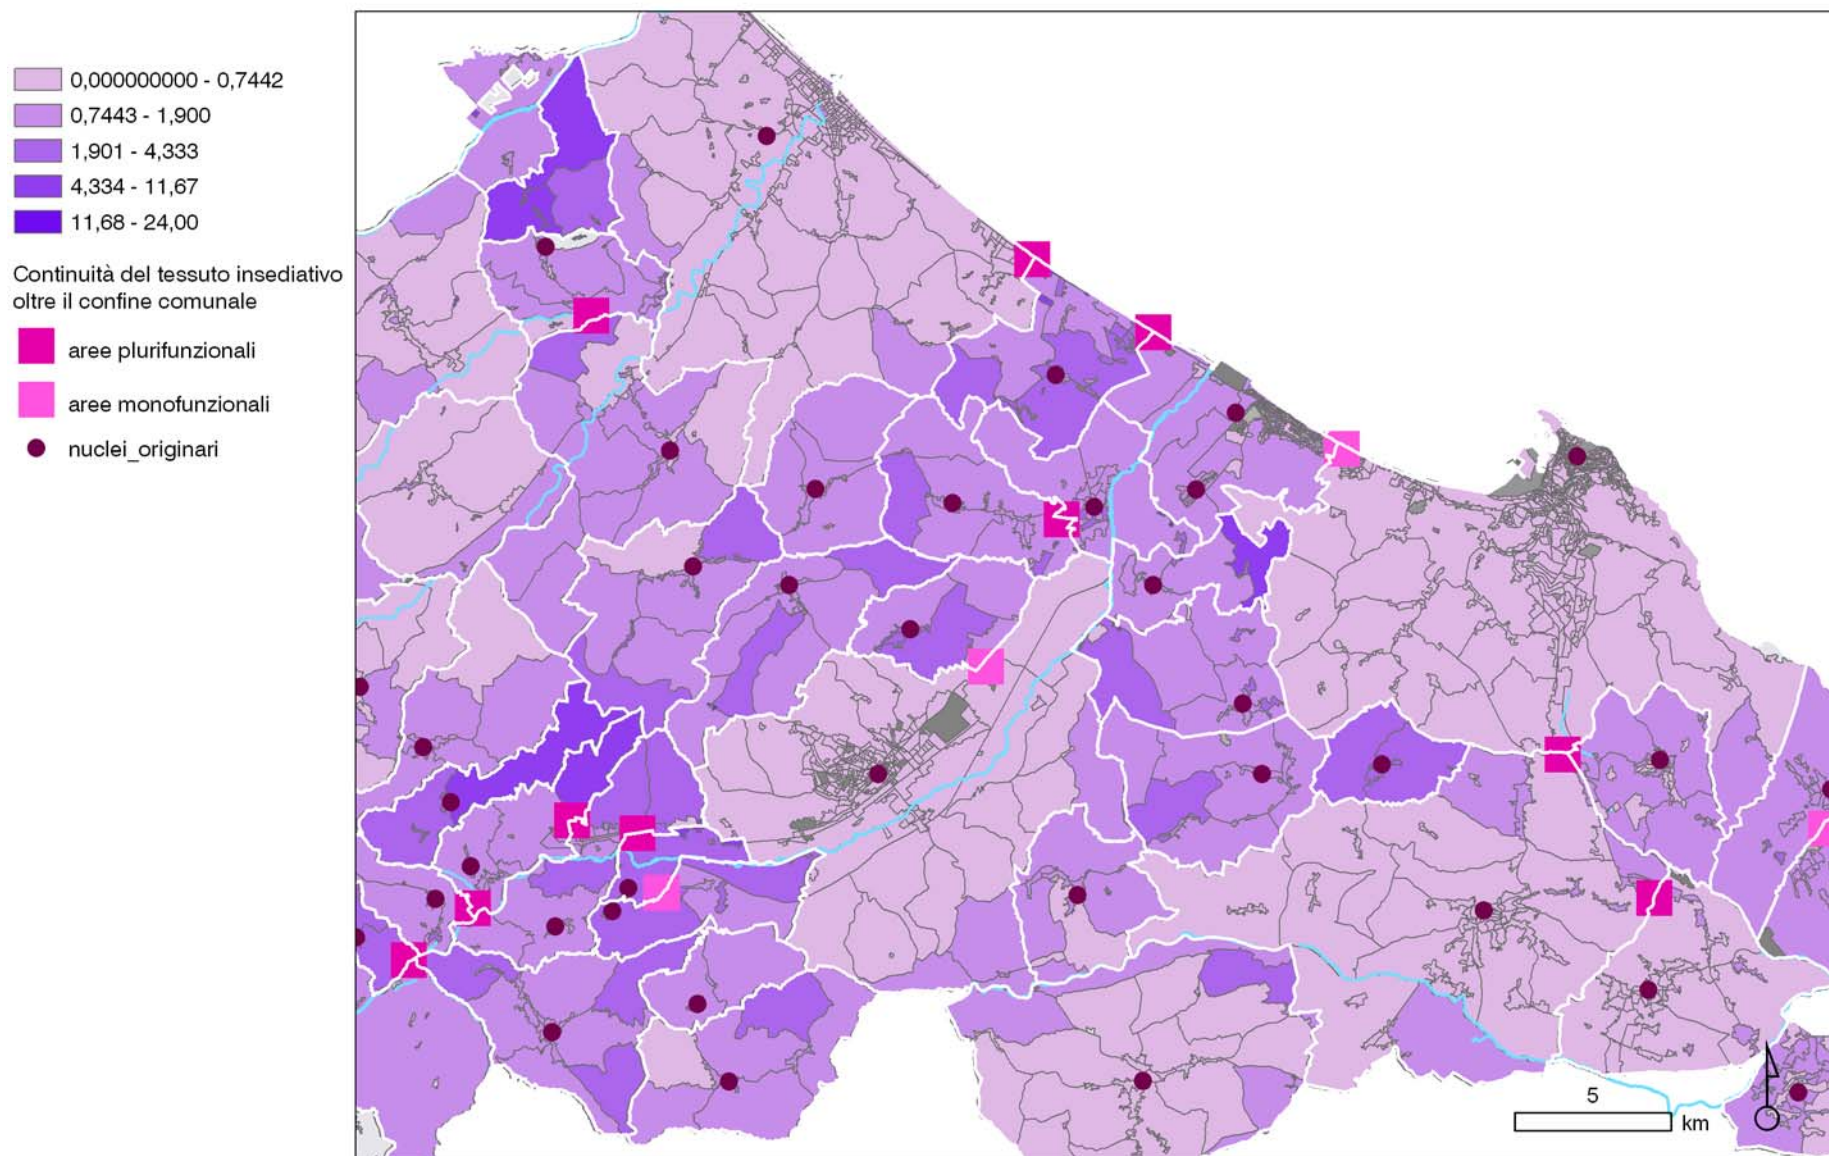 0,000000000 - 0,7442
0,7443 - 1,900
1,901 - 4,333
4,334 - 11,67
11,68 - 24,00
Continuità del tessuto insediativo
oltre il confine comunale
aree plurifunzionali
aree monofunzionali
nuclei_originari
5
km